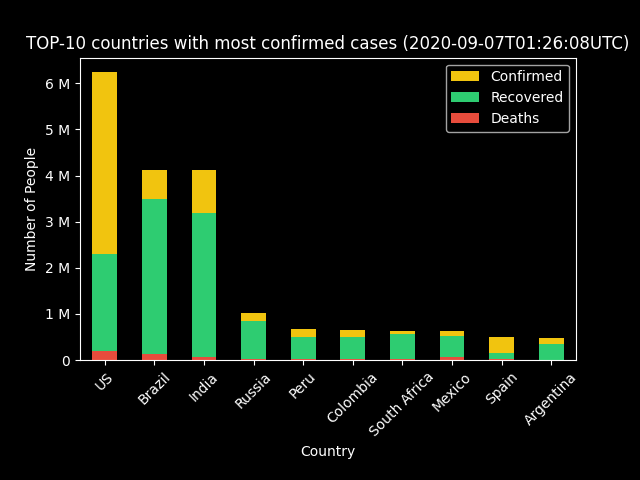 TOP-10 countries with most confirmed cases (2020-09-07T01:26:08UTC)
Confirmed
Recovered
Deaths
Number of People
6 M
5 M
4 M
3 M
2 M
1 M
0
US
Brazil
India
Russia
Peru
Colombia
South Africa
Mexico
Spain
Argentina
Country